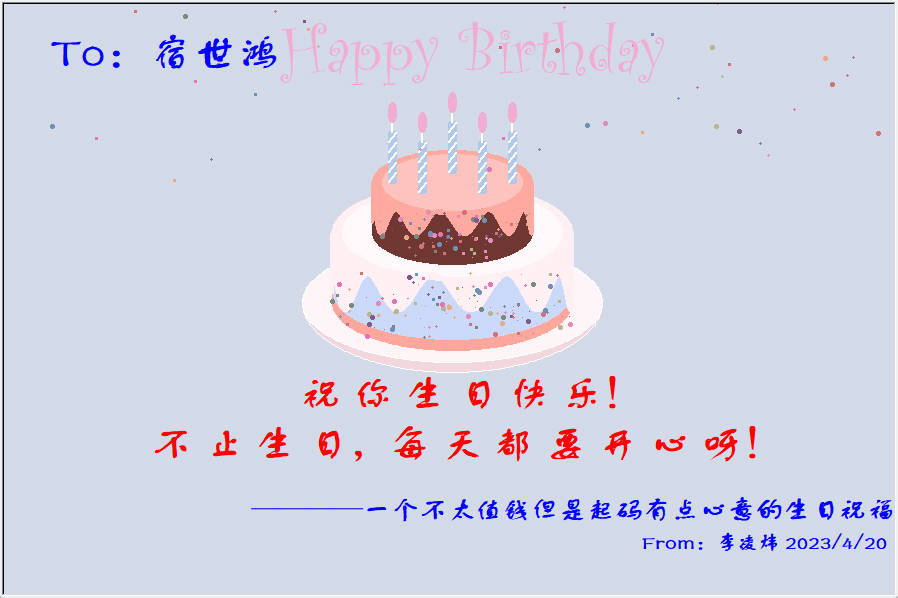 To：宿世鸿
Happy Birthday
祝你生日快乐!
不止生日,每天都要开心呀!
————一个不太值钱但是起码有点心意的生日祝福
From：李凌炜 2023/4/20